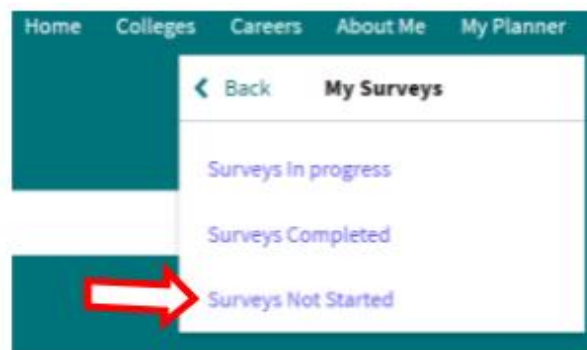 Home Colleges Careers About Me My Planner
Back My Surveys
Surveys In progress
Surveys Completed
Surveys Not Started